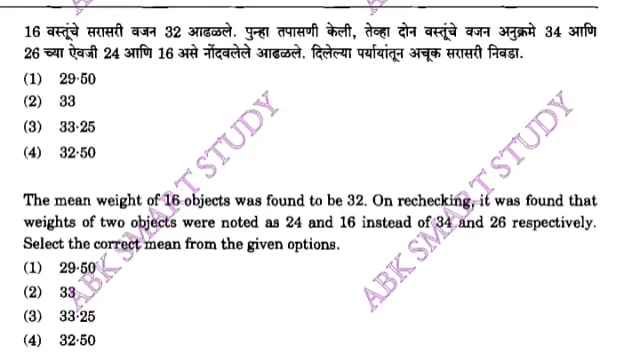 16 वस्तूंचे सरासरी वजन 32 आढळले. पुन्हा तपासणी केली, तेव्हा दोन वस्तूंचे वजन अनुक्रमे 34 आणि
26 च्या ऐवजी 24 आणि 16 असे नोंदवलेले आढळले. दिलेल्या पर्यायांतून अचूक सरासरी निवडा.
(1) 29·50
(2) 33
(3) 33·25
(4) 32·50
The mean weight of 16 objects was found to be 32. On rechecking, it was found that
weights of two objects were noted as 24 and 16 instead of 34 and 26 respectively.
Select the correct mean from the given options.
(1) 29·50
(2) 33
(3) 33·25
(4) 32·50
ABK SMART STUDY
ABK SMART STUDY